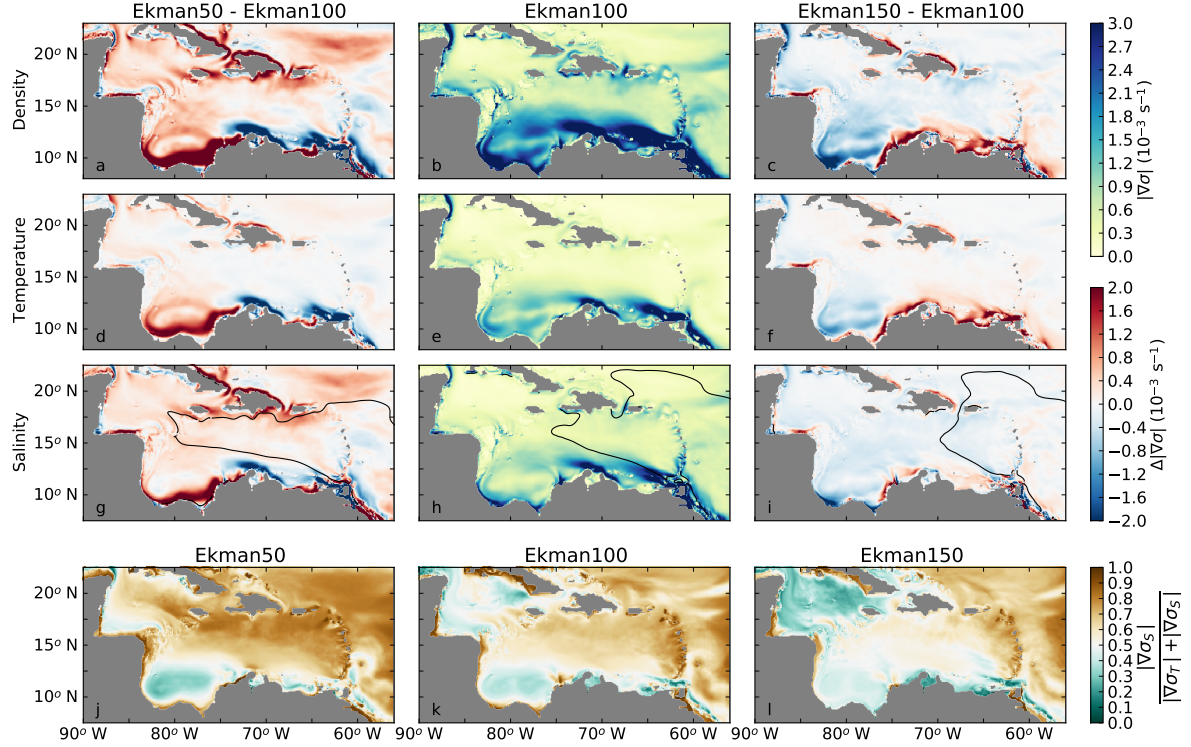 Ekman50 - Ekman100 Ekman100 Ekman150 - Ekman100
Density
20° N
15° N
10° N
a
b
c
3.0
2.7
2.4
2.1
1.8
1.5
1.2
0.9
0.6
0.3
0.0
|∇σ| (10⁻³ s⁻¹)
Temperature
20° N
15° N
10° N
d
e
f
Salinity
20° N
15° N
10° N
g
h
i
2.0
1.6
1.2
0.8
0.4
0.0
−0.4
−0.8
−1.2
−1.6
−2.0
Δ|∇σ| (10⁻³ s⁻¹)
Ekman50 Ekman100 Ekman150
20° N
15° N
10° N
j
k
l
90° W 80° W 70° W 60° W 80° W 70° W 60° W 80° W 70° W 60° W
1.0
0.9
0.8
0.7
0.6
0.5
0.4
0.3
0.2
0.1
0.0
|∇σ_S|
|∇σ_T| + |∇σ_S|